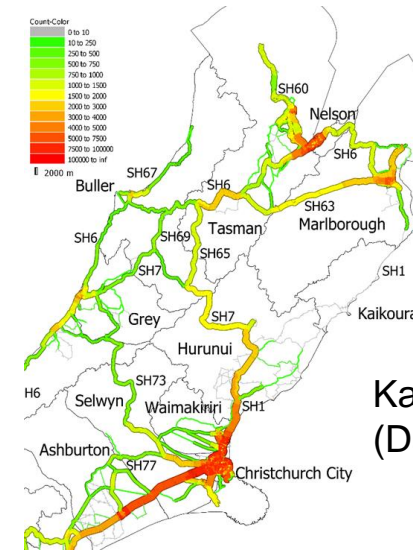 Count-Color
0 to 10
10 to 250
250 to 500
500 to 750
750 to 1000
1000 to 1500
1500 to 2000
2000 to 3000
3000 to 4000
4000 to 5000
5000 to 7500
7500 to 100000
100000 to inf
2000 m
SH60
Nelson
SH67
SH6
Buller
SH6
SH63
Tasman
Marlborough
SH6
SH69
SH65
SH7
SH1
SH7
Kaikoura
Grey
Hurunui
SH73
H6
Selwyn
Waimakiriri
SH1
Ka
(D
Ashburton
SH77
Christchurch City